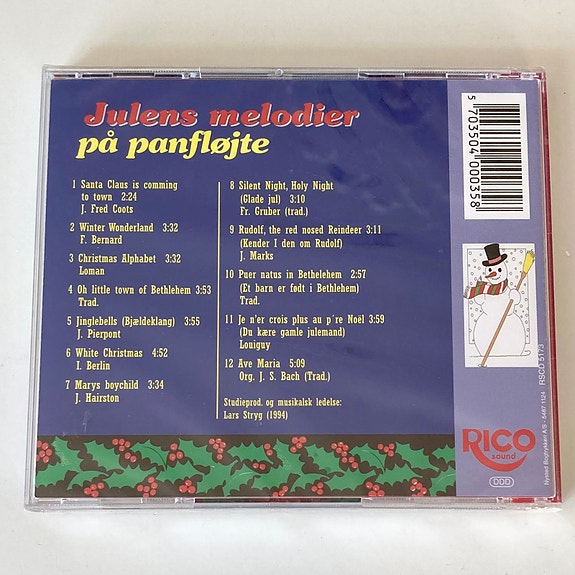 Julens melodier
på panfløjte
1 Santa Claus is comming
to town 2:24
J. Fred Coots
2 Winter Wonderland 3:32
F. Bernard
3 Christmas Alphabet 3:32
Loman
4 Oh little town of Bethlehem 3:53
Trad.
5 Jinglebells (Bjældeklang) 3:55
J. Pierpont
6 White Christmas 4:52
I. Berlin
7 Marys boychild 3:34
J. Hairston
8 Silent Night, Holy Night
(Glade jul) 3:10
Fr. Gruber (trad.)
9 Rudolf, the red nosed Reindeer 3:11
(Kender I den om Rudolf)
J. Marks
10 Puer natus in Bethelehem 2:57
(Et barn er født i Bethlehem)
Trad.
11 Je n'er crois plus au p're Noël 3:59
(Du kære gamle julemand)
Louiguy
12 Ave Maria 5:09
Org. J. S. Bach (Trad.)
Studieprod. og musikalsk ledelse:
Lars Stryg (1994)
5 703504 000358
RSCD 5173
RICO
sound
DDD
Nysted Bogtrykkeri A/S - 5487 1124